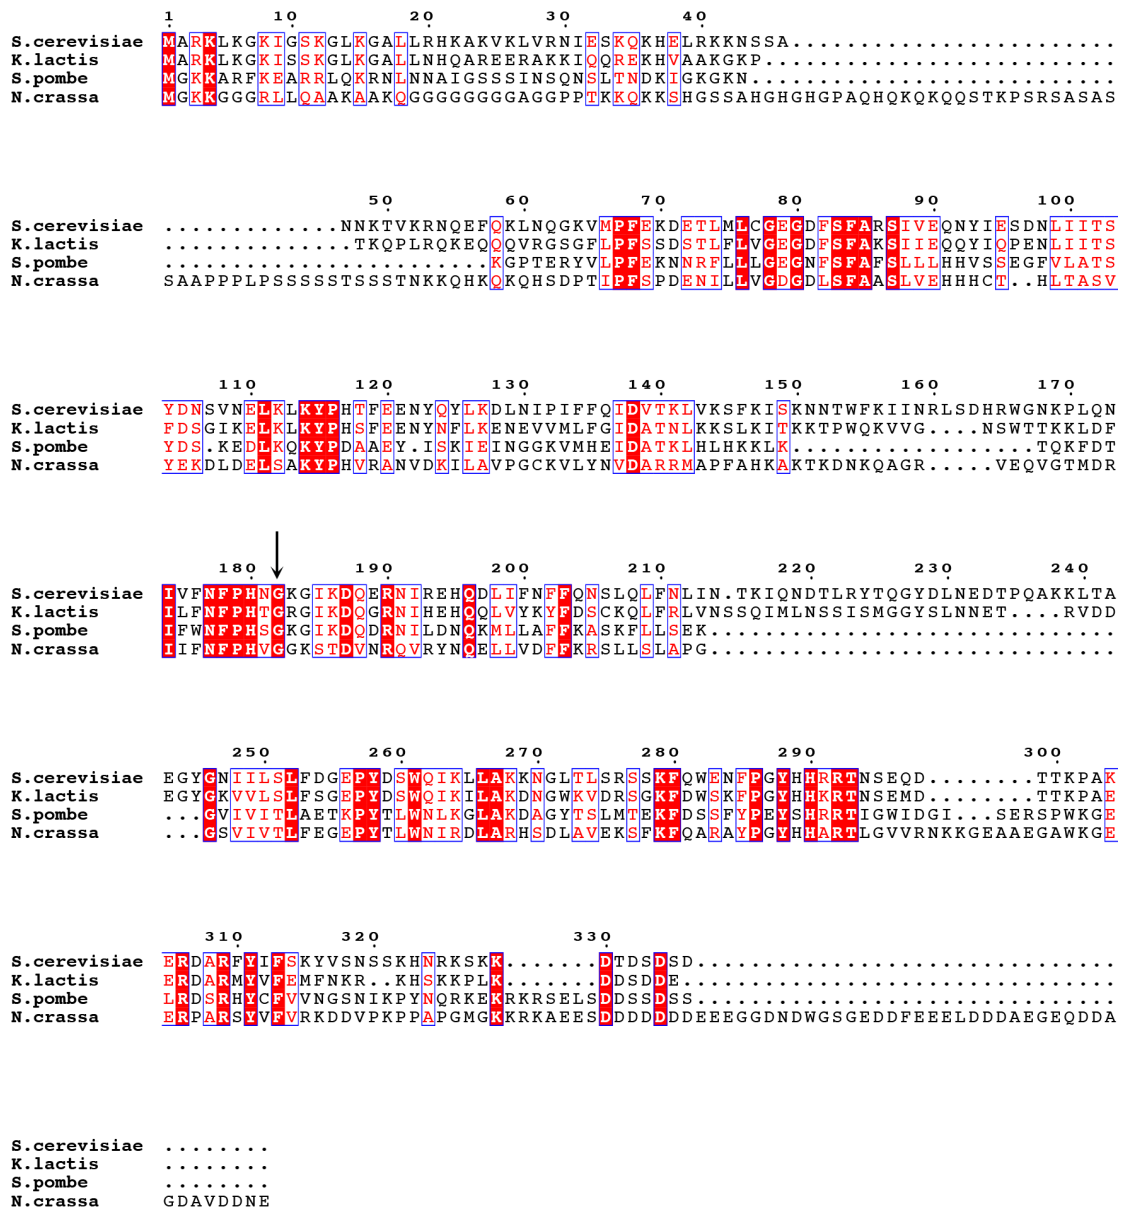 1 10 20 30 40
S.cerevisiae MARKLKGKIGSKGLKGALLRHKAKVKLVRNIESKQKHELRKKNSSA........................
K.lactis MARKLKGKISSKGLKGALLNHQAREERAKKIQQREKHVAAKGKP..........................
S.pombe MGKKARFKEARRLQKRNLNNAIGSSSINSQNSLTNDKIGKGKN...........................
N.crassa MGKKGGGRLLQAAKAAKQGGGGGGGGAGGPPTKKQKKSHGSSAHGHGHGPAQHQKQKQQSTKPSRSASAS
50 60 70 80 90 100
S.cerevisiae .............NNKTVKRNQEFQKLNQGKVMPFEKDETLMLCGEGDFSFARSIVEQNYIESDNLIITS
K.lactis ..............TKQPLRQKEQQQVRGSGFLPFSSDSTLFLVGEGDFSFAKSIIEQQYIQPENLIITS
S.pombe ........................KGPTERYVLPFEKNNRFLLLGEGNFSFAFSLLLHHVSSEGFVLATS
N.crassa SAAPPPLPSSSSSTSSSTNKKQHKQKQHSDPTIPFSPDENILLVGDGDLSFAASLVEHHHCT..HLTASV
110 120 130 140 150 160 170
S.cerevisiae YDNSVNELKLKYPHTFEENYQYLKDLNIPIFFQIDVTKLVKSFKISKNNTWFKIINRLSDHRWGNKPLQN
K.lactis FDSGIKELKLKYPHSFEENYNFLKENEVVMLFGIDATNLKKSLKITKKTPWQKVVG....NSWTTKKLDF
S.pombe YDS.KEDLKQKYPDAAEY.ISKIEINGGKVMHEIDATKLHLHKKLK..................TQKFDT
N.crassa YEKDLDELSAKYPHVRANVDKILAVPGCKVLYNVDARRMAPFAHKAKTKDNKQAGR.....VEQVGTMDR
180 190 200 210 220 230 240
S.cerevisiae IVFNFPHNGKGIKDQERNIREHQDLIFNFFQNSLQLFNLIN.TKIQNDTLRYTQGYDLNEDTPQAKKLTA
K.lactis ILFNFPHTGRGIKDQGRNIHEHQQLVYKYFDSCKQLFRLVNSSQIMLNSSISMGGYSLNNET....RVDD
S.pombe IFWNFPHSGKGIKDQDRNILDNQKMLLAFFKASKFLLSEK..............................
N.crassa IIFNFPHVGGKSTDVNRQVRYNQELLVDFFKRSLLSLAPG..............................
250 260 270 280 290 300
S.cerevisiae EGYGNIILSLFDGEPYDSWQIKLLAKKNGLTLSRSSKFQWENFPGYHHRRTNSEQD........TTKPAK
K.lactis EGYGKVVLSLFSGEPYDSWQIKILAKDNGWKVDRSGKFDWSKFPGYHHKRTNSEMD........TTKPAE
S.pombe ...GVIVITLAETKPYTLWNLKGLAKDAGYTSLMTEKFDSSFYPEYSHRRTIGWIDGI...SERSPWKGE
N.crassa ...GSVIVTLFEGEPYTLWNIRDLARHSDLAVEKSFKFQARAYPGYHHARTLGVVRNKKGEAAEGAWKGE
310 320 330
S.cerevisiae ERDARFYIFSKYVSNSSKHNRKSKK.......DTDSDSD...............................
K.lactis ERDARMYVFEMFNKR..KHSKKPLK.......DDSDDE................................
S.pombe LRDSRHYCFVVNGSNIKPYNQRKEKRKRSELSDDSSDSS...............................
N.crassa ERPARSYVFVRKDDVPKPPAPGMGKKRKAEESDDDDDDDEEEGGDNDWGSGEDDFEEELDDDAEGEQDDA
S.cerevisiae ........
K.lactis ........
S.pombe ........
N.crassa GDAVDDNE